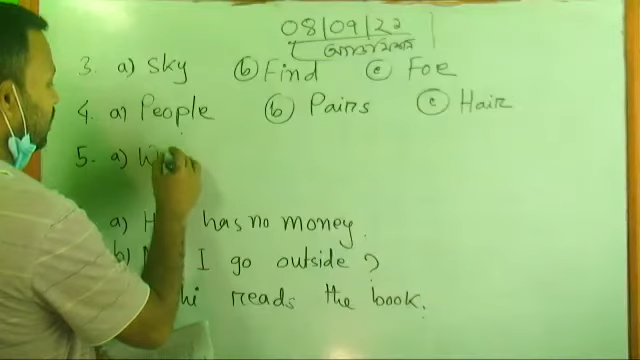 08/09/22
3. a) Sky (b) Find (c) For
4. a) People (b) Pairs (c) Hair
5. a)
a) has no money.
b) I go outside?
reads the book.